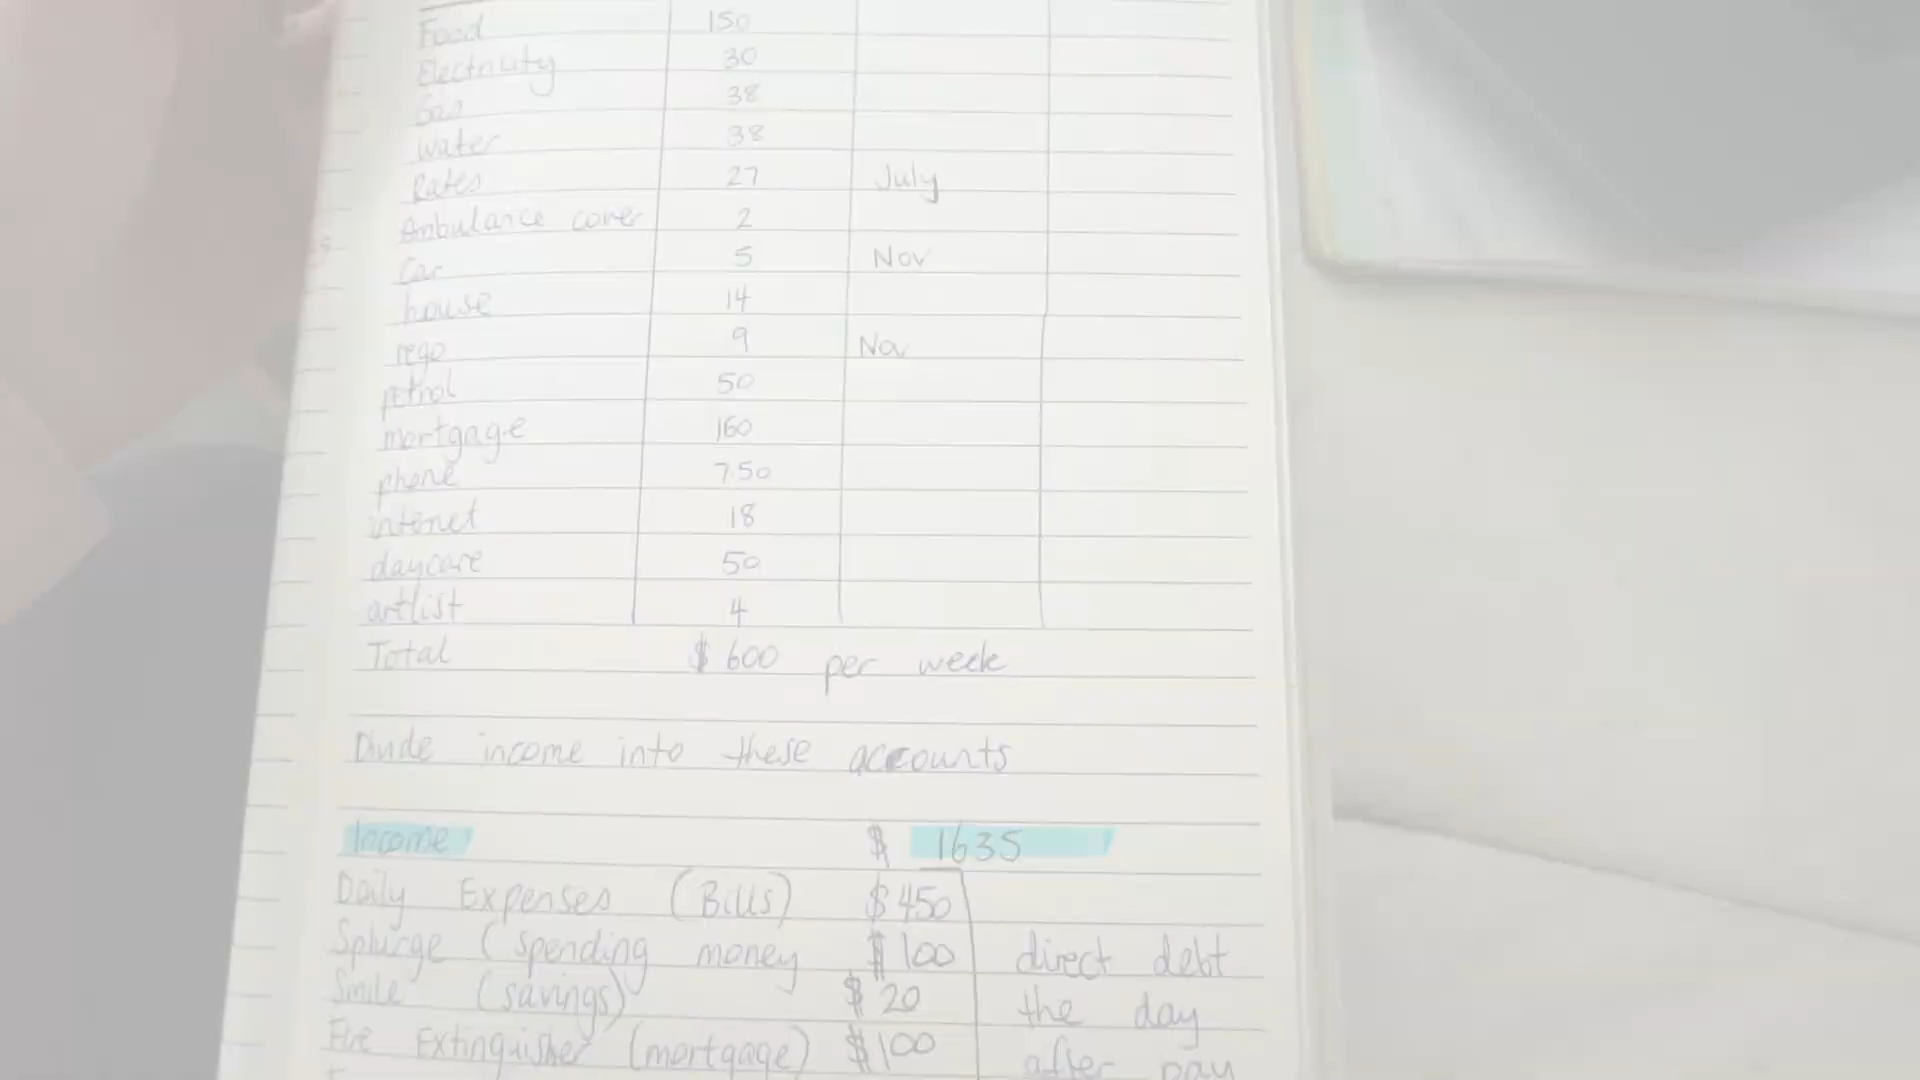 Food 150
Electricity 30
Gas 38
water 38
Rates 27 July
Ambulance cover 2
Car 5 Nov
house 14
rego 9 Nov
petrol 50
mortgage 160
phone 7.50
internet 18
daycare 50
artlist 4
Total $ 600 per week
Divide income into these accounts
Income $ 1635
Daily Expenses (Bills) $450
Splurge (spending money $100 direct debt
Smile (savings) $20 the day
Fire Extinguisher (mortgage) $100 after pay